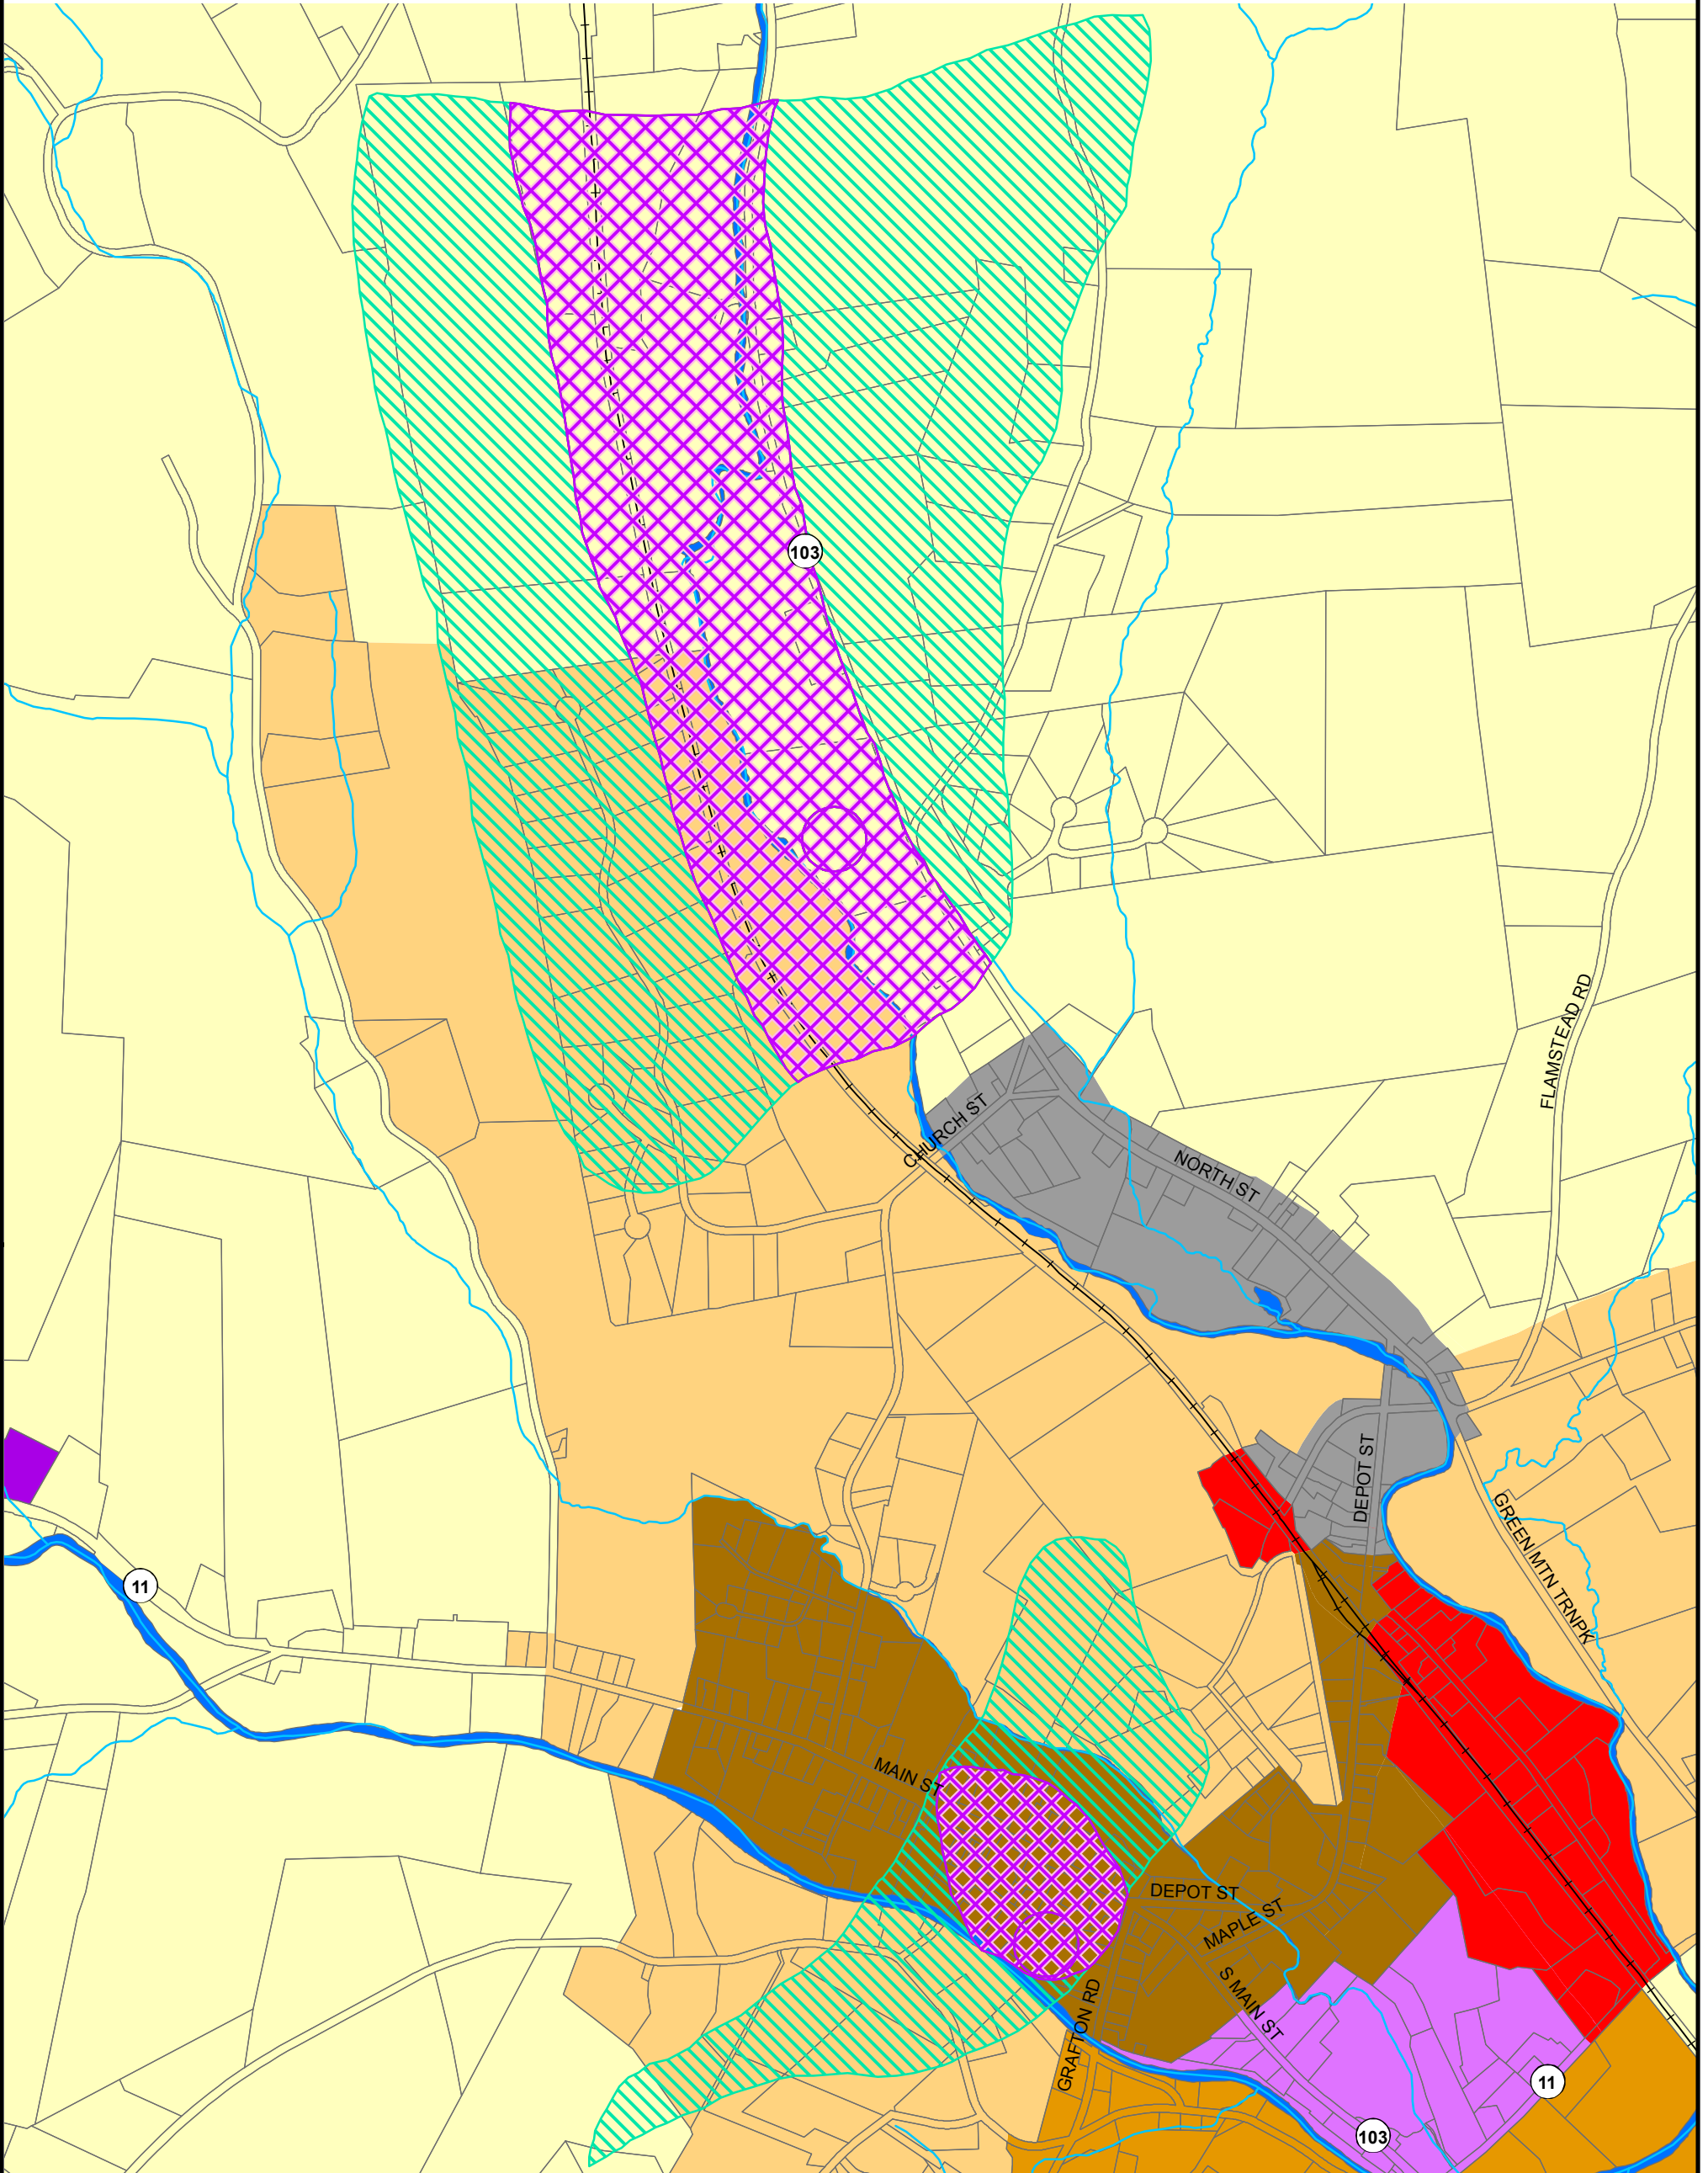 103
FLAMSTEAD RD
CHURCH ST
NORTH ST
DEPOT ST
GREEN MTN TRNPK
11
MAIN ST
DEPOT ST
MAPLE ST
S MAIN ST
GRAFTON RD
11
103